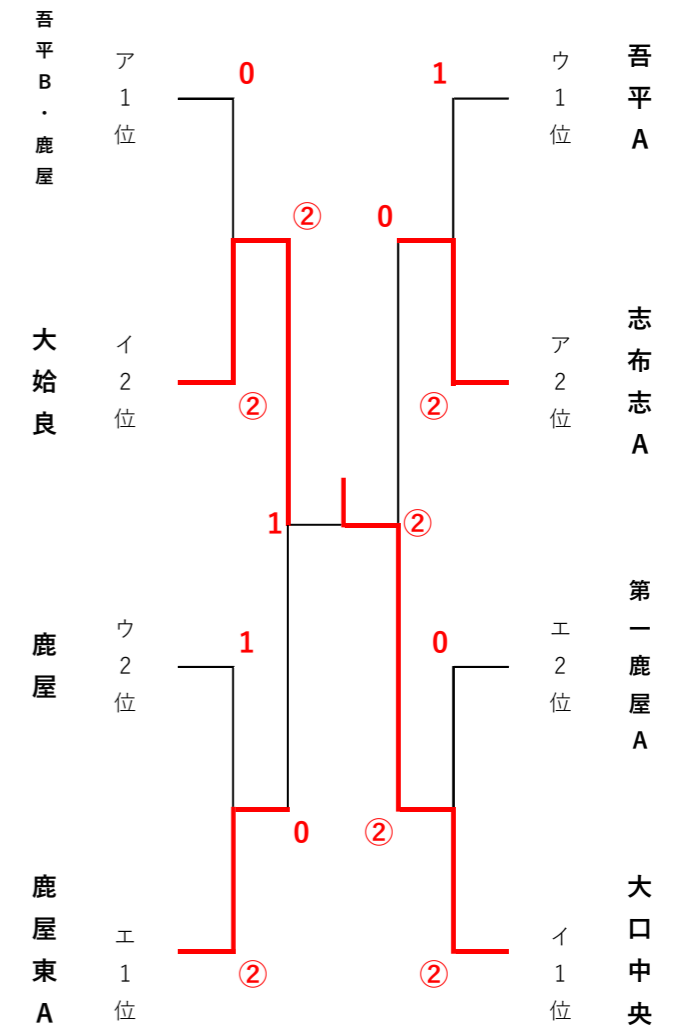 吾平B・鹿屋
ア1位
0
1
ウ1位
吾平A
②
0
大姶良
イ2位
②
②
ア2位
志布志A
1
②
鹿屋
ウ2位
1
0
エ2位
第一鹿屋A
0
②
鹿屋東A
エ1位
②
②
イ1位
大口中央